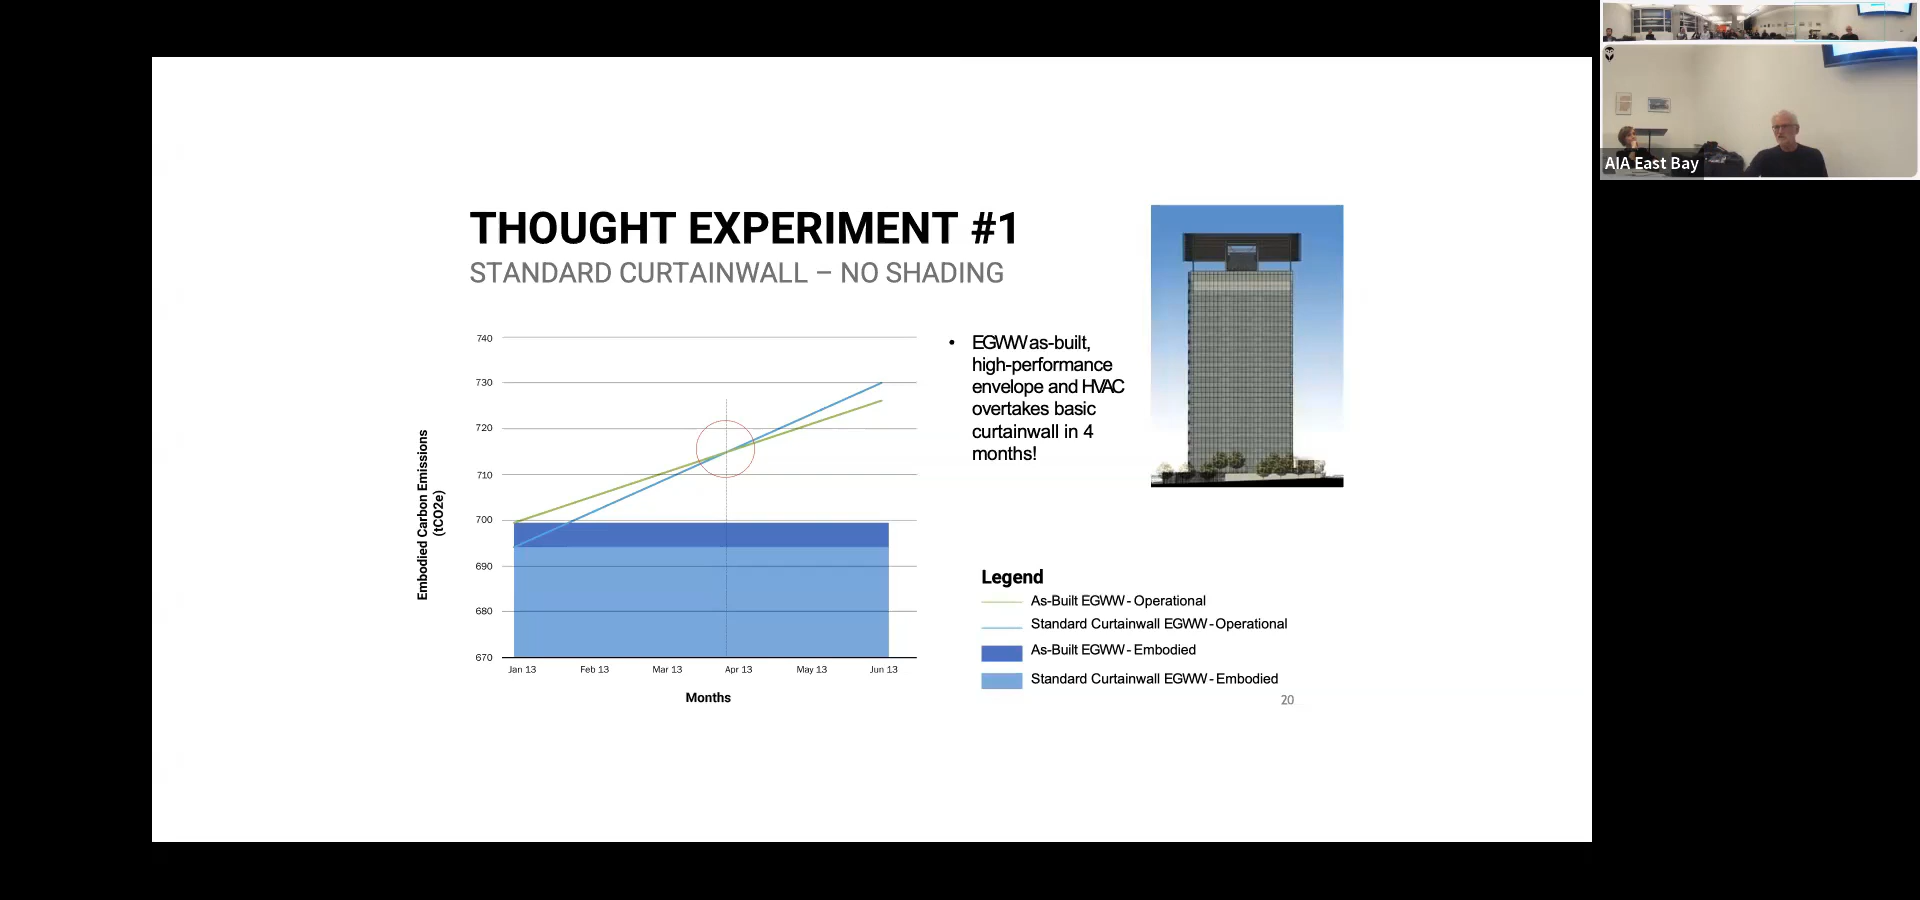 THOUGHT EXPERIMENT #1
STANDARD CURTAINWALL – NO SHADING
740
730
720
710
700
690
680
670
Embodied Carbon Emissions
(tCO2e)
Jan 13
Feb 13
Mar 13
Apr 13
May 13
Jun 13
Months
• EGWW as-built,
high-performance
envelope and HVAC
overtakes basic
curtainwall in 4
months!
Legend
As-Built EGWW - Operational
Standard Curtainwall EGWW - Operational
As-Built EGWW - Embodied
Standard Curtainwall EGWW - Embodied
20
AIA East Bay